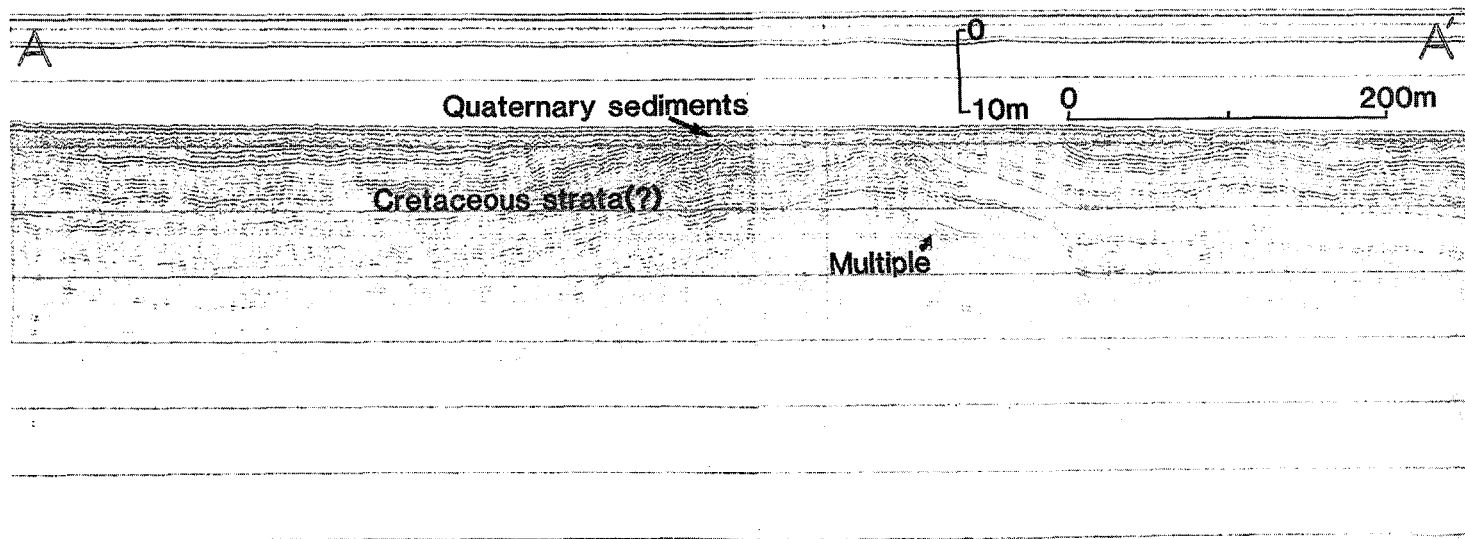 A
A'
0
10m
0
200m
Quaternary sediments
Cretaceous strata(?)
Multiple